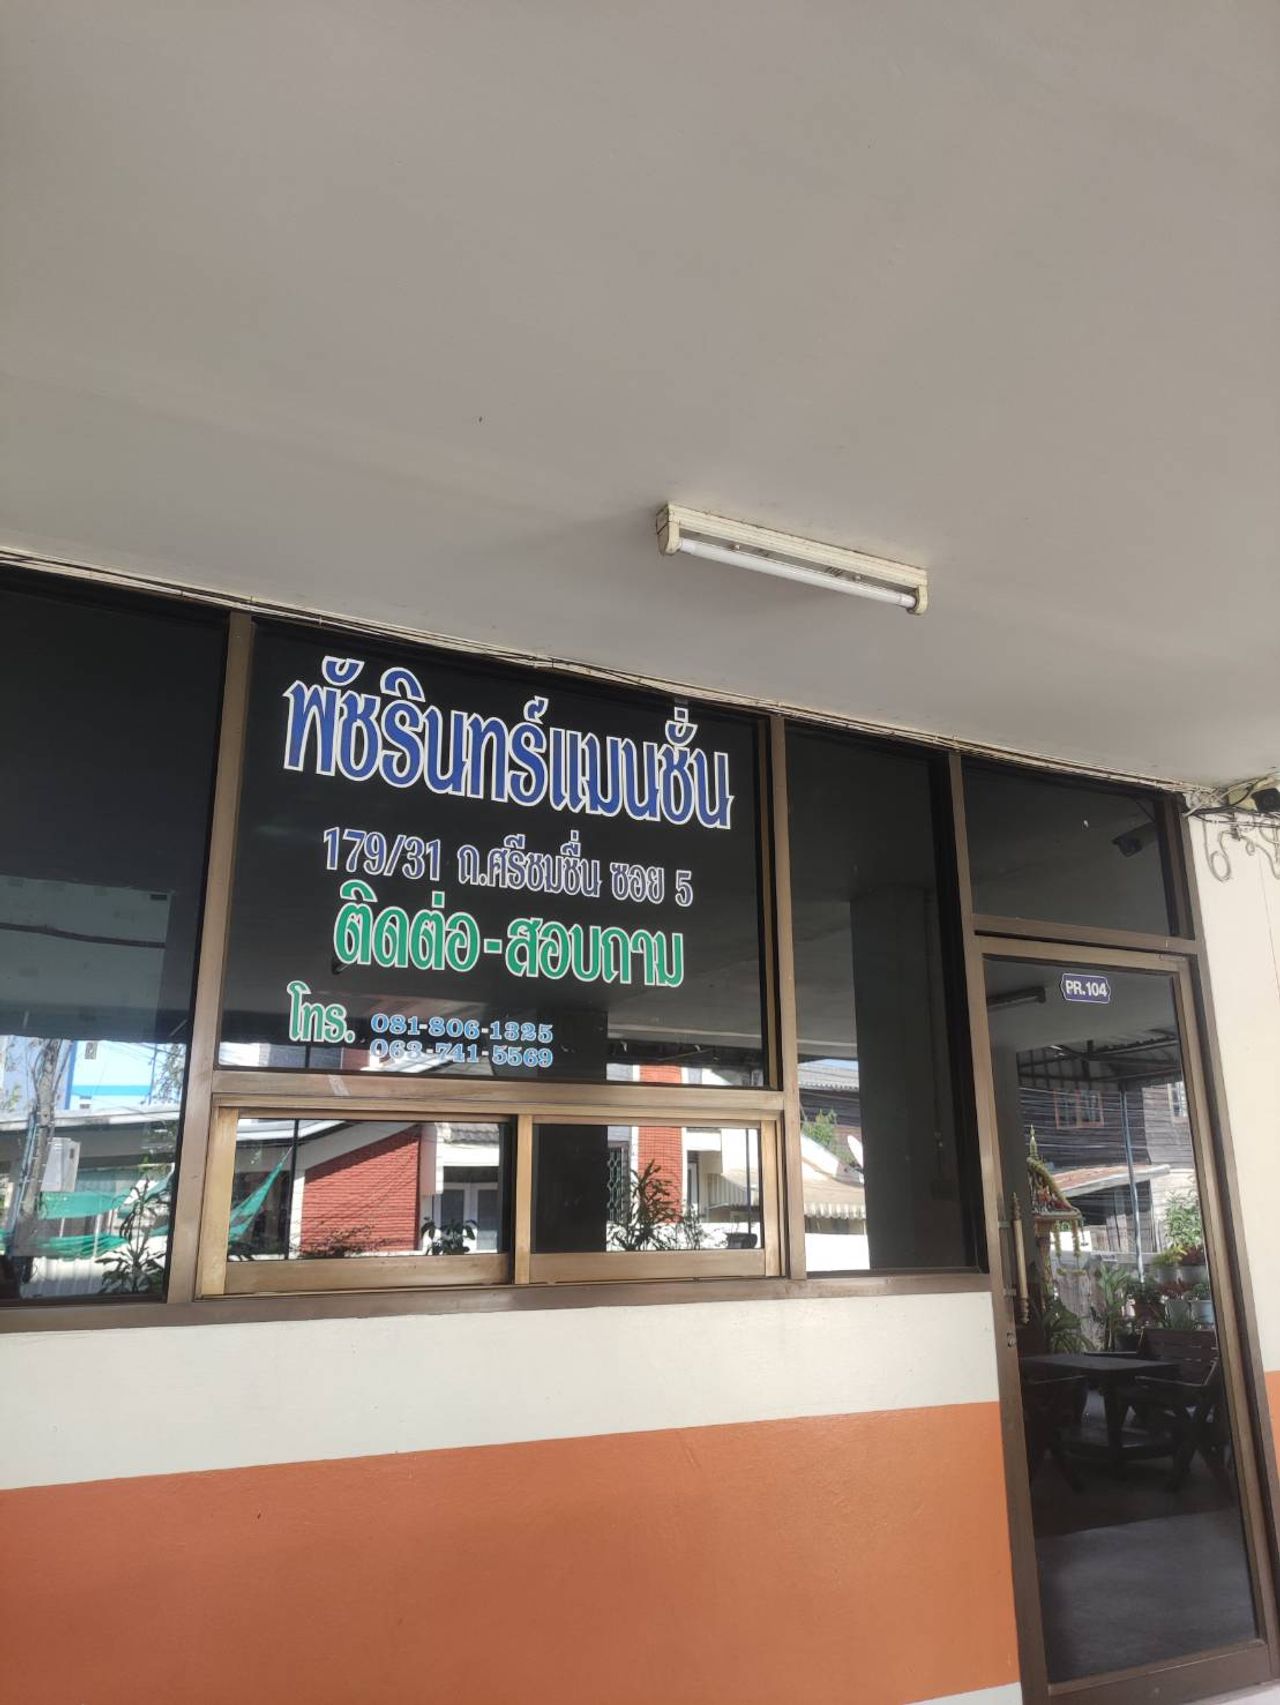 พัชรินทร์แมนชั่น
179/31 ถ.ศรีชมชื่น ซอย 5
ติดต่อ-สอบถาม
โทร. 081-806-1325
063-741-5569
PR.104